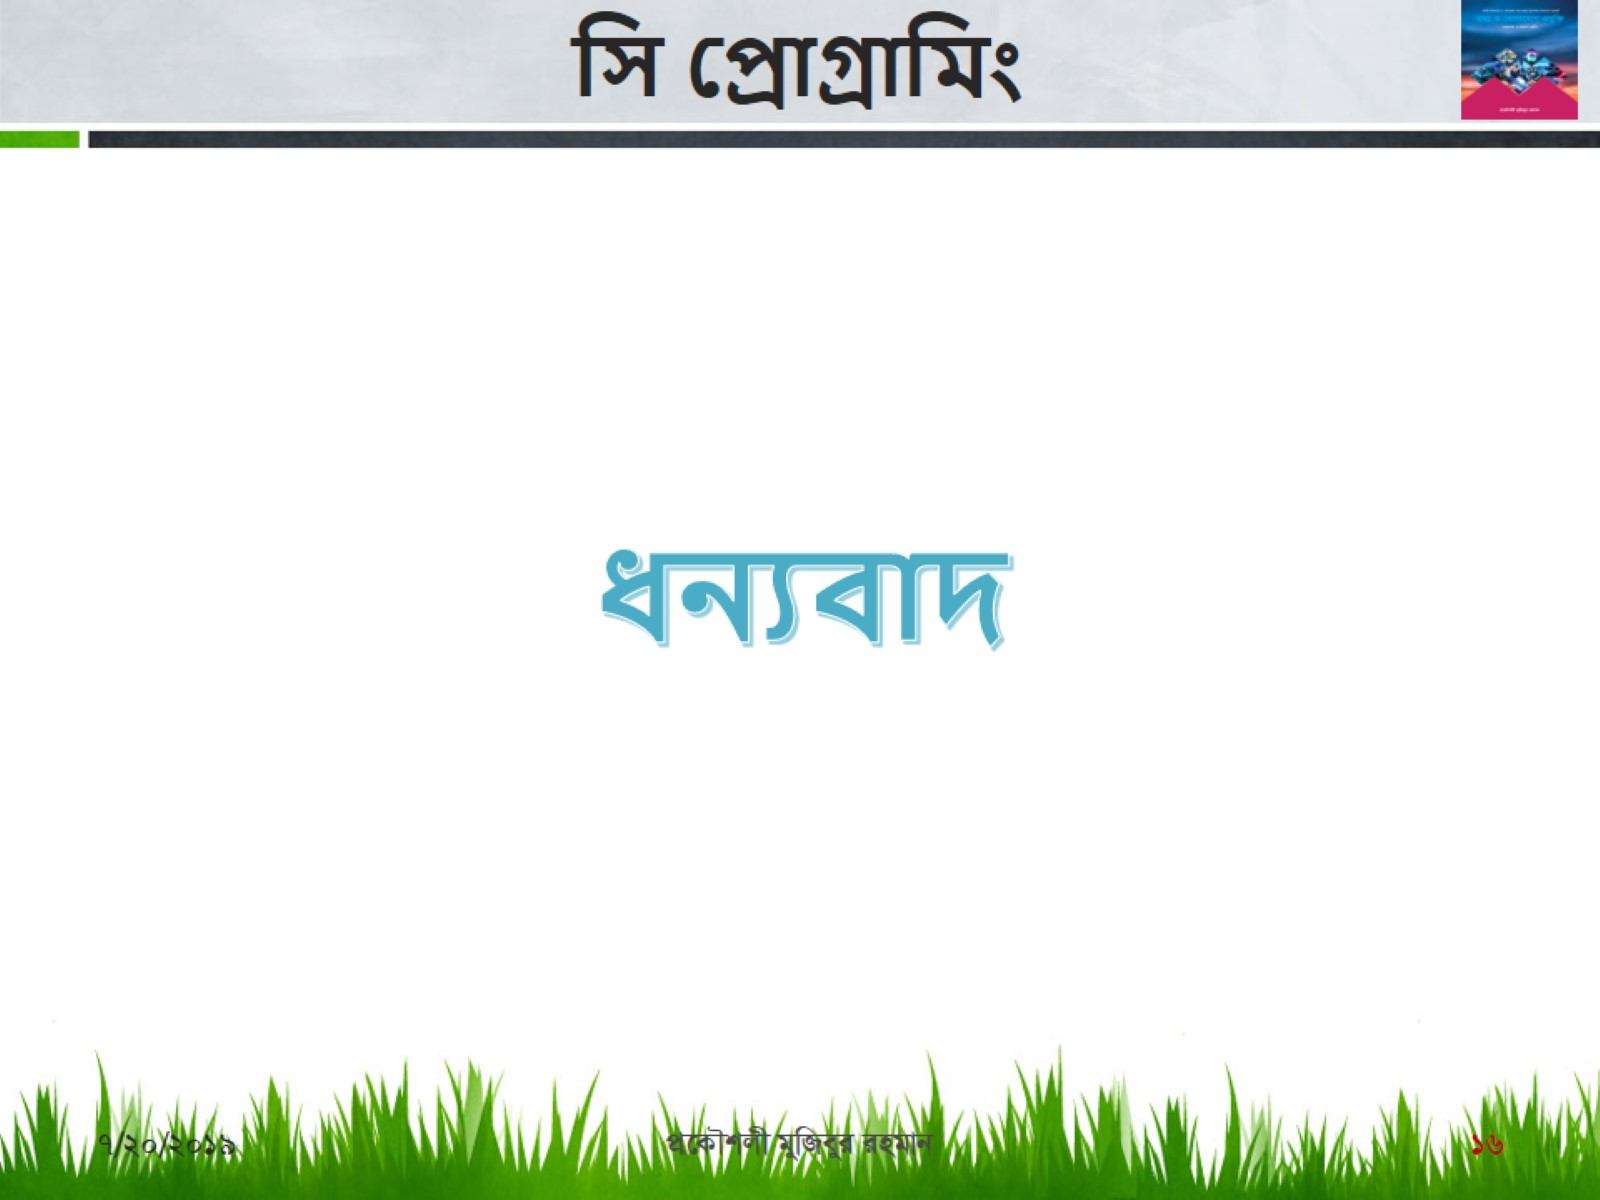 সি প্রোগ্রামিং
ধন্যবাদ
৭/২০/২০১৯
প্রকৌশলী মুজিবুর রহমান
১৬